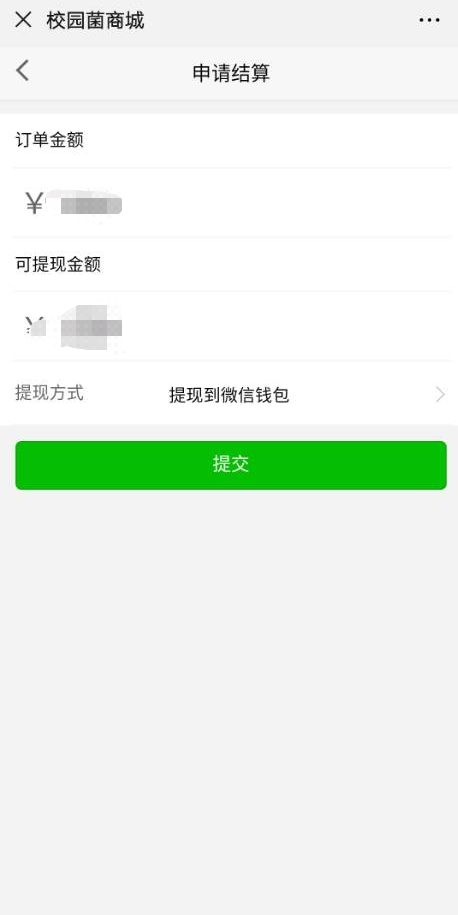 校园菌商城
申请结算
订单金额
¥
可提现金额
¥
提现方式 提现到微信钱包
提交